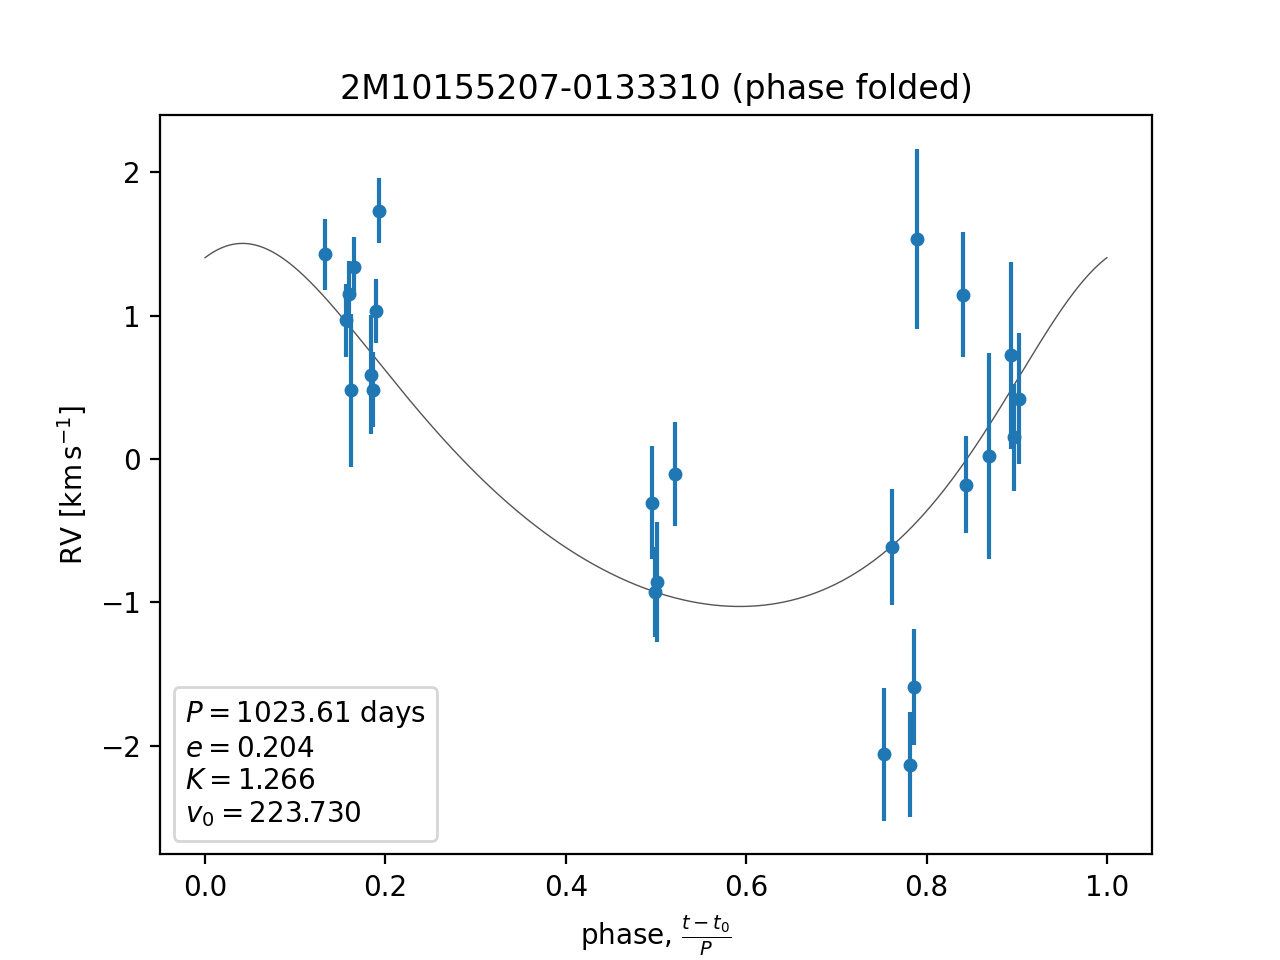 2M10155207-0133310 (phase folded)
RV [km s⁻¹]
2
1
0
−1
−2
P = 1023.61 days
e = 0.204
K = 1.266
v₀ = 223.730
0.0 0.2 0.4 0.6 0.8 1.0
phase, (t − t₀)/P